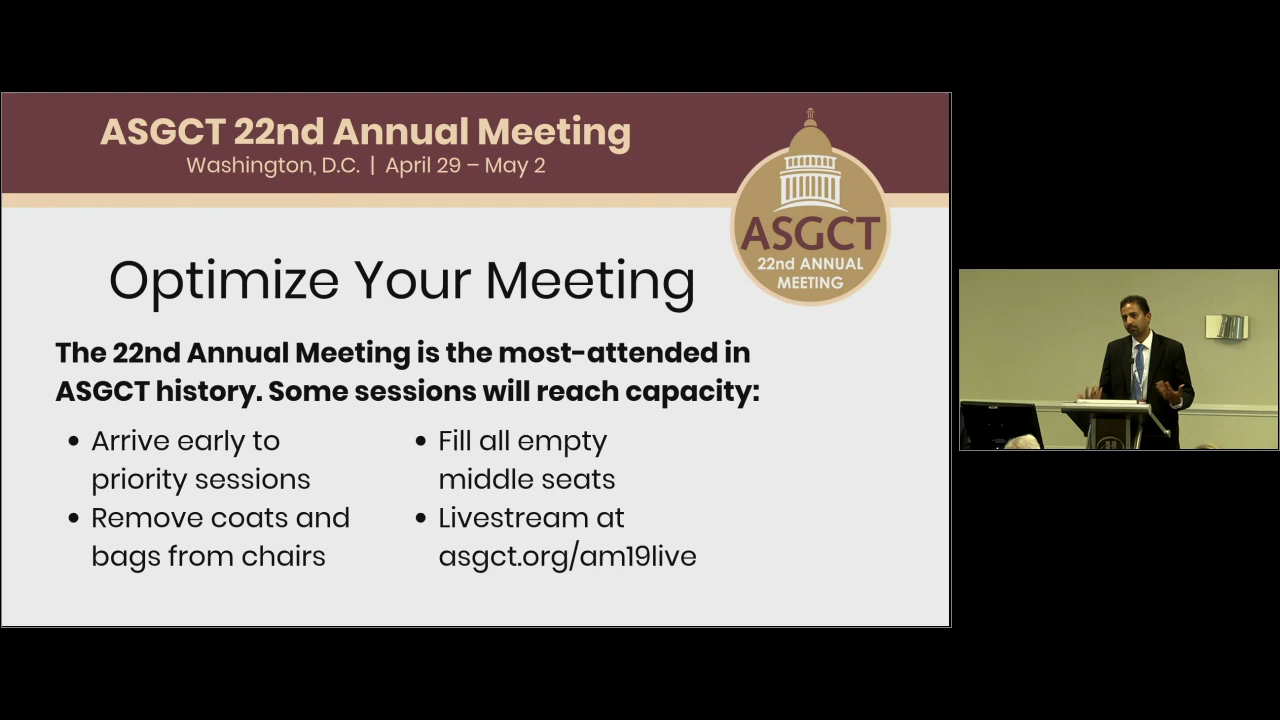 ASGCT 22nd Annual Meeting
Washington, D.C. | April 29 – May 2
ASGCT
22nd ANNUAL
MEETING
Optimize Your Meeting
The 22nd Annual Meeting is the most-attended in
ASGCT history. Some sessions will reach capacity:
• Arrive early to
priority sessions
• Remove coats and
bags from chairs
• Fill all empty
middle seats
• Livestream at
asgct.org/am19live